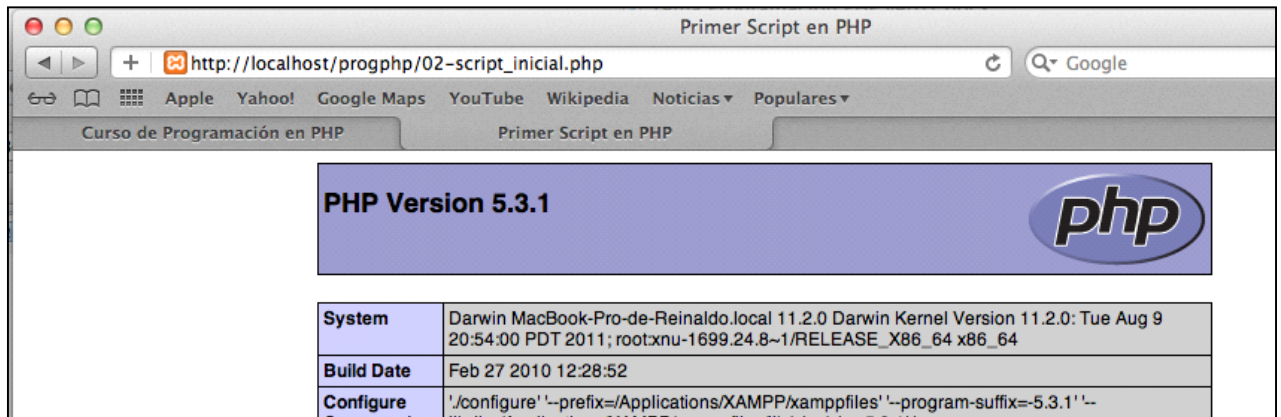 Primer Script en PHP
http://localhost/progphp/02-script_inicial.php
Google
Apple Yahoo! Google Maps YouTube Wikipedia Noticias Populares
Curso de Programación en PHP Primer Script en PHP
PHP Version 5.3.1
php
System Darwin MacBook-Pro-de-Reinaldo.local 11.2.0 Darwin Kernel Version 11.2.0: Tue Aug 9
20:54:00 PDT 2011; root:xnu-1699.24.8~1/RELEASE_X86_64 x86_64
Build Date Feb 27 2010 12:28:52
Configure './configure' '--prefix=/Applications/XAMPP/xamppfiles' '--program-suffix=-5.3.1' '--